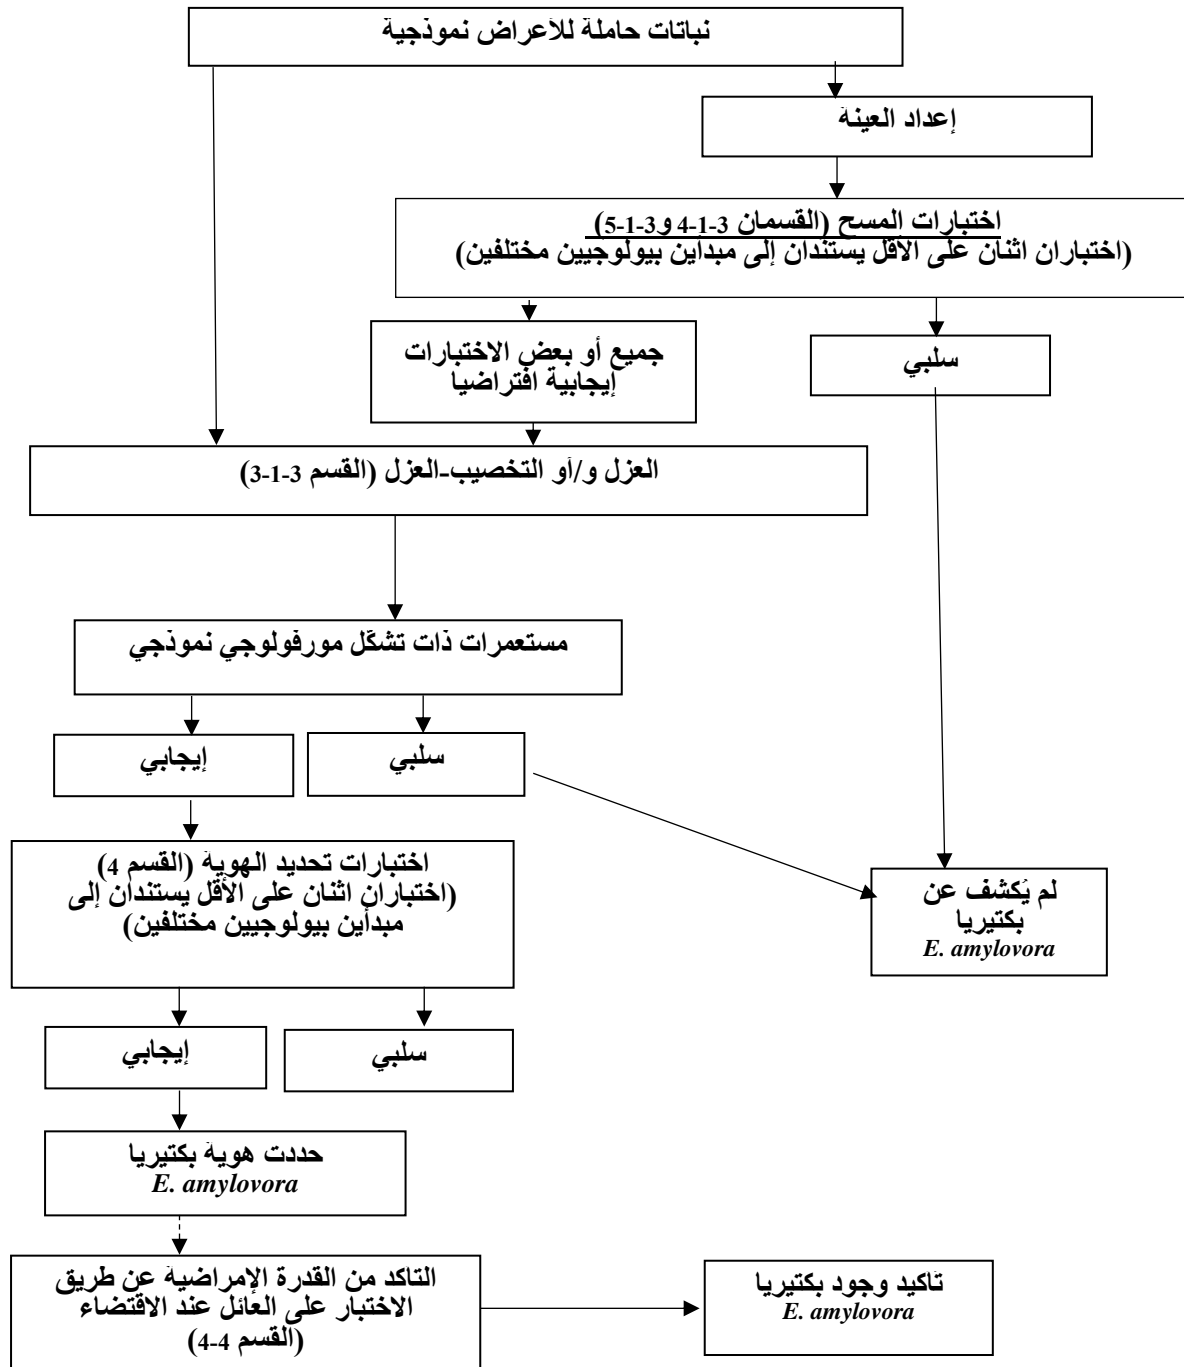 نباتات حاملة للأعراض نموذجية
إعداد العينة
اختبارات المسح (القسمان 3-1-4 و3-1-5)
(اختباران اثنان على الأقل يستندان إلى مبدأين بيولوجيين مختلفين)
جميع أو بعض الاختبارات
إيجابية افتراضيا
سلبي
العزل و/أو التخصيب-العزل (القسم 3-1-3)
مستعمرات ذات تشكّل مورفولوجي نموذجي
إيجابي
سلبي
اختبارات تحديد الهوية (القسم 4)
(اختباران اثنان على الأقل يستندان إلى
مبدأين بيولوجيين مختلفين)
لم يُكشف عن
بكتيريا
E. amylovora
إيجابي
سلبي
حددت هوية بكتيريا
E. amylovora
التاكد من القدرة الإمراضية عن طريق
الاختبار على العائل عند الاقتضاء
(القسم 4-4)
تأكيد وجود بكتيريا
E. amylovora